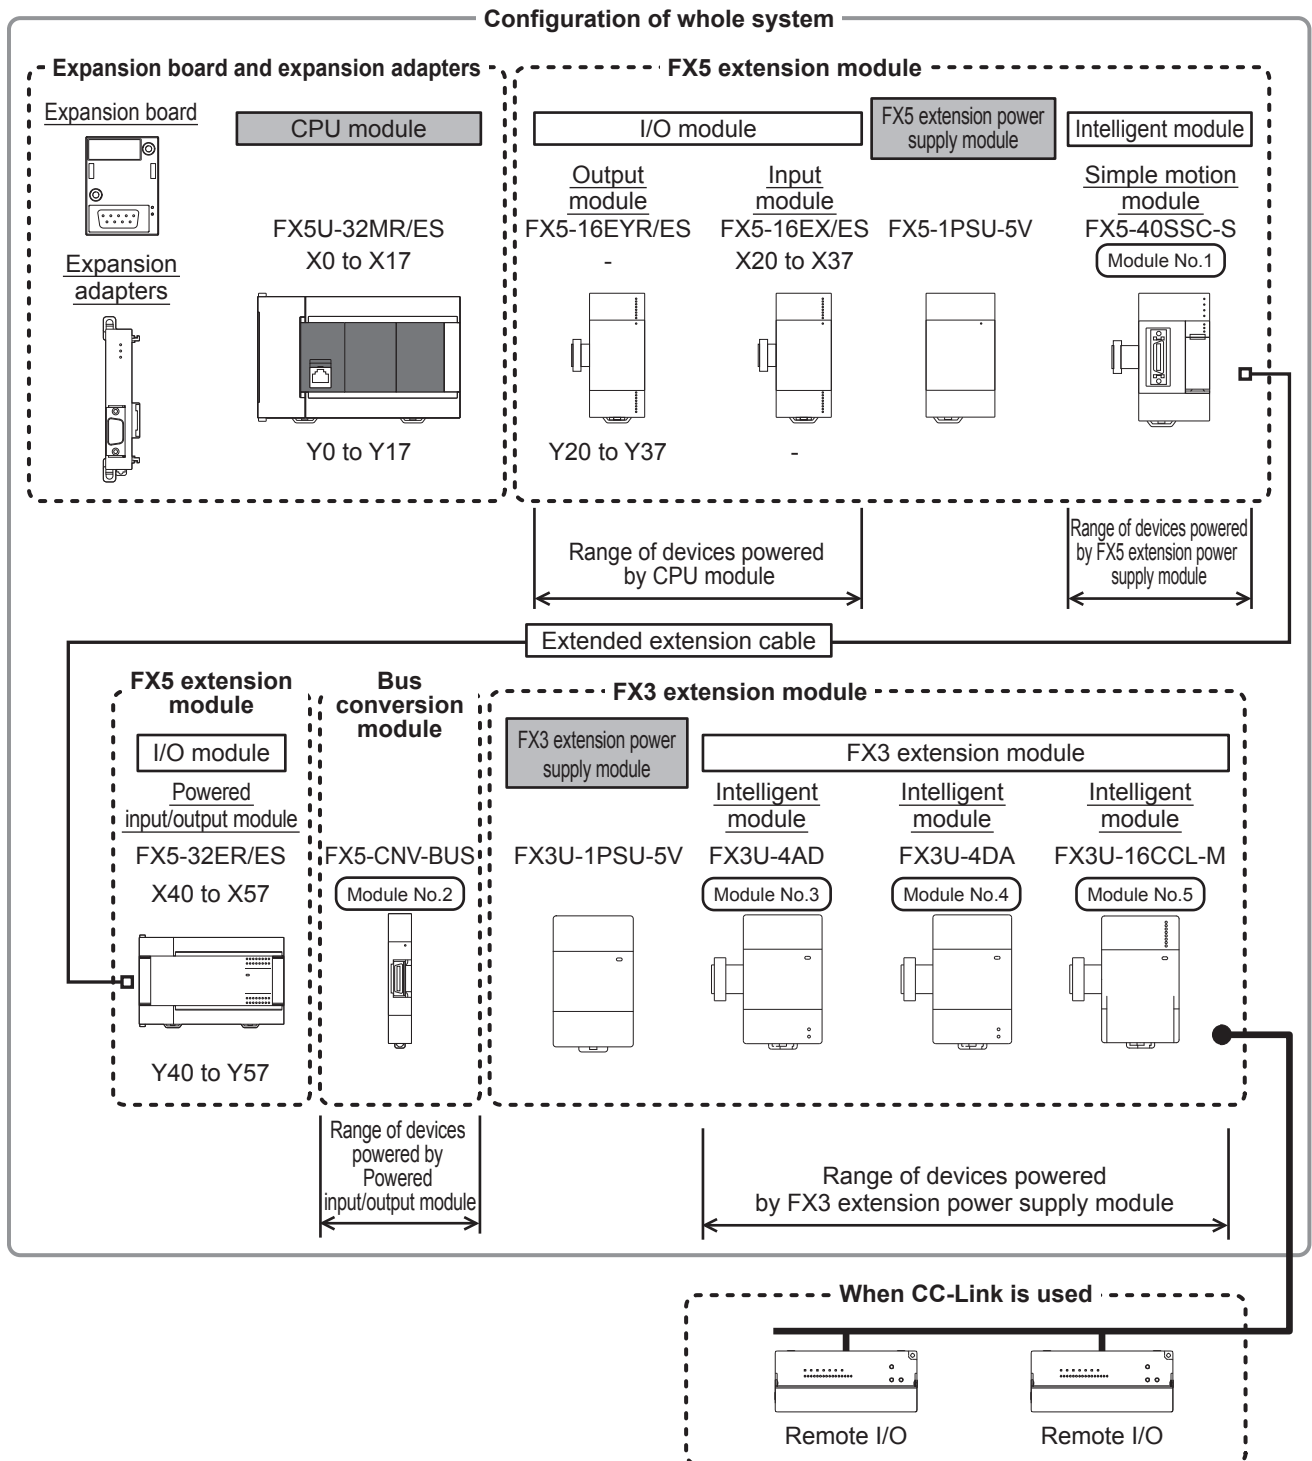 Configuration of whole system
Expansion board and expansion adapters
Expansion board
CPU module
FX5U-32MR/ES
X0 to X17
Expansion
adapters
Y0 to Y17
FX5 extension module
I/O module
FX5 extension power
supply module
Intelligent module
Output
module
FX5-16EYR/ES
-
Y20 to Y37
Input
module
FX5-16EX/ES
X20 to X37
-
FX5-1PSU-5V
Simple motion
module
FX5-40SSC-S
Module No.1
Range of devices powered
by CPU module
Range of devices powered
by FX5 extension power
supply module
Extended extension cable
FX5 extension
module
I/O module
Powered
input/output module
FX5-32ER/ES
X40 to X57
Y40 to Y57
Bus
conversion
module
FX5-CNV-BUS
Module No.2
FX3 extension module
FX3 extension power
supply module
FX3 extension module
FX3U-1PSU-5V
Intelligent
module
FX3U-4AD
Module No.3
Intelligent
module
FX3U-4DA
Module No.4
Intelligent
module
FX3U-16CCL-M
Module No.5
Range of devices
powered by
Powered
input/output module
Range of devices powered
by FX3 extension power supply module
When CC-Link is used
Remote I/O
Remote I/O